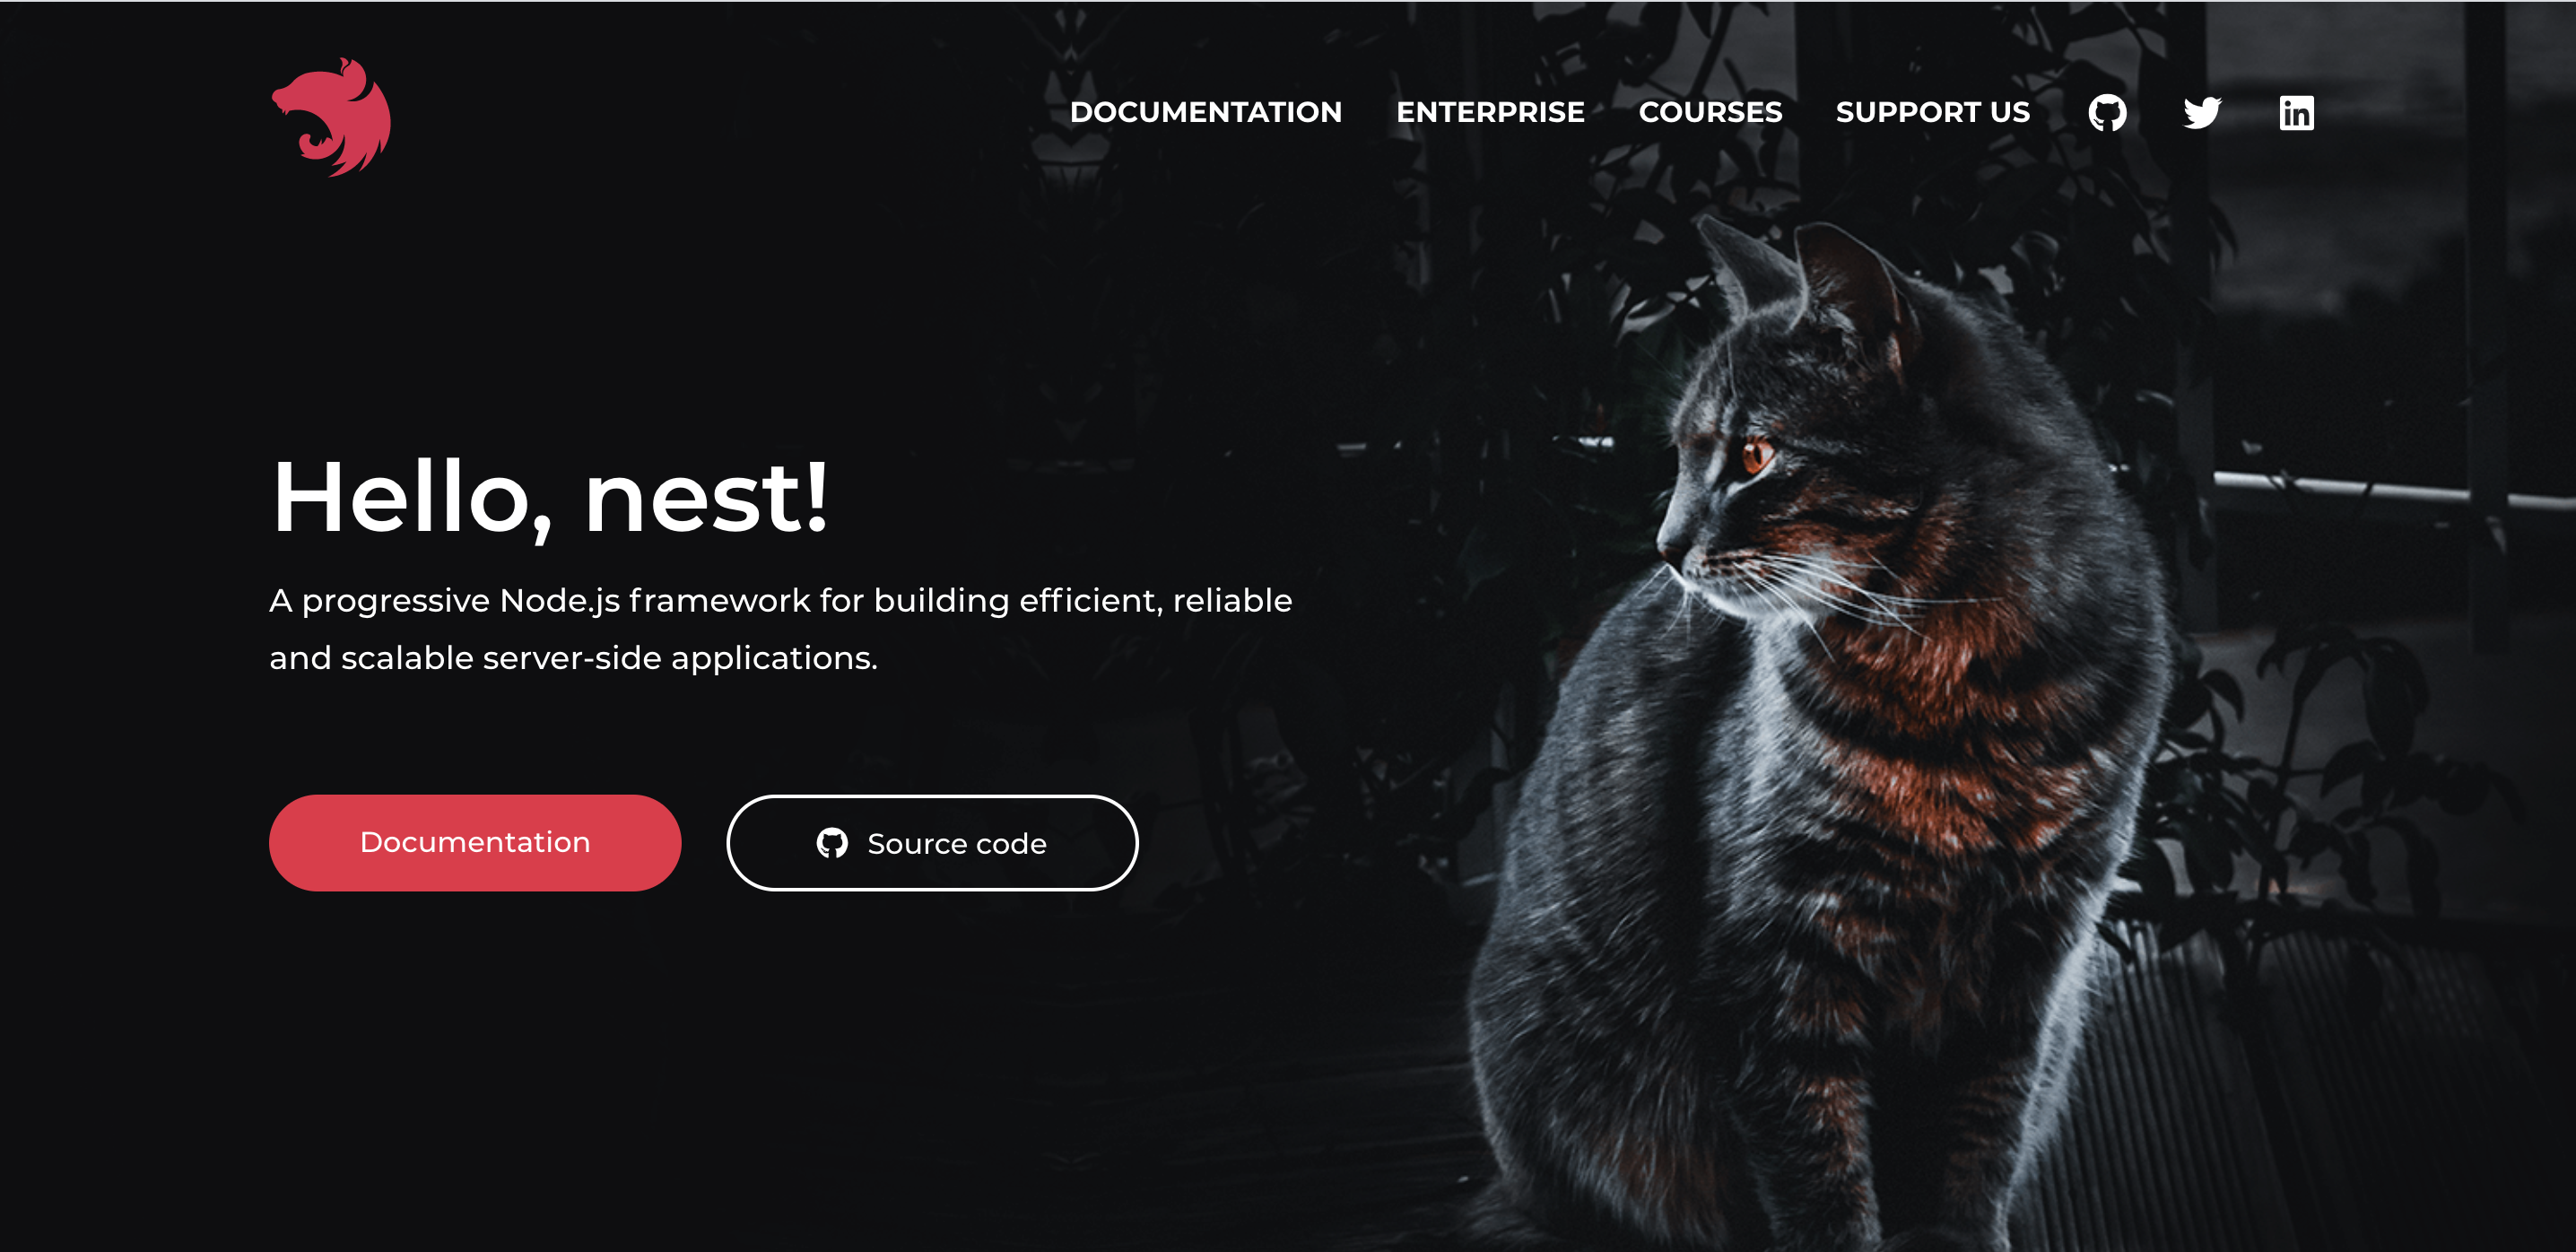 DOCUMENTATION ENTERPRISE COURSES SUPPORT US in
Hello, nest!
A progressive Node.js framework for building efficient, reliable
and scalable server-side applications.
Documentation Source code